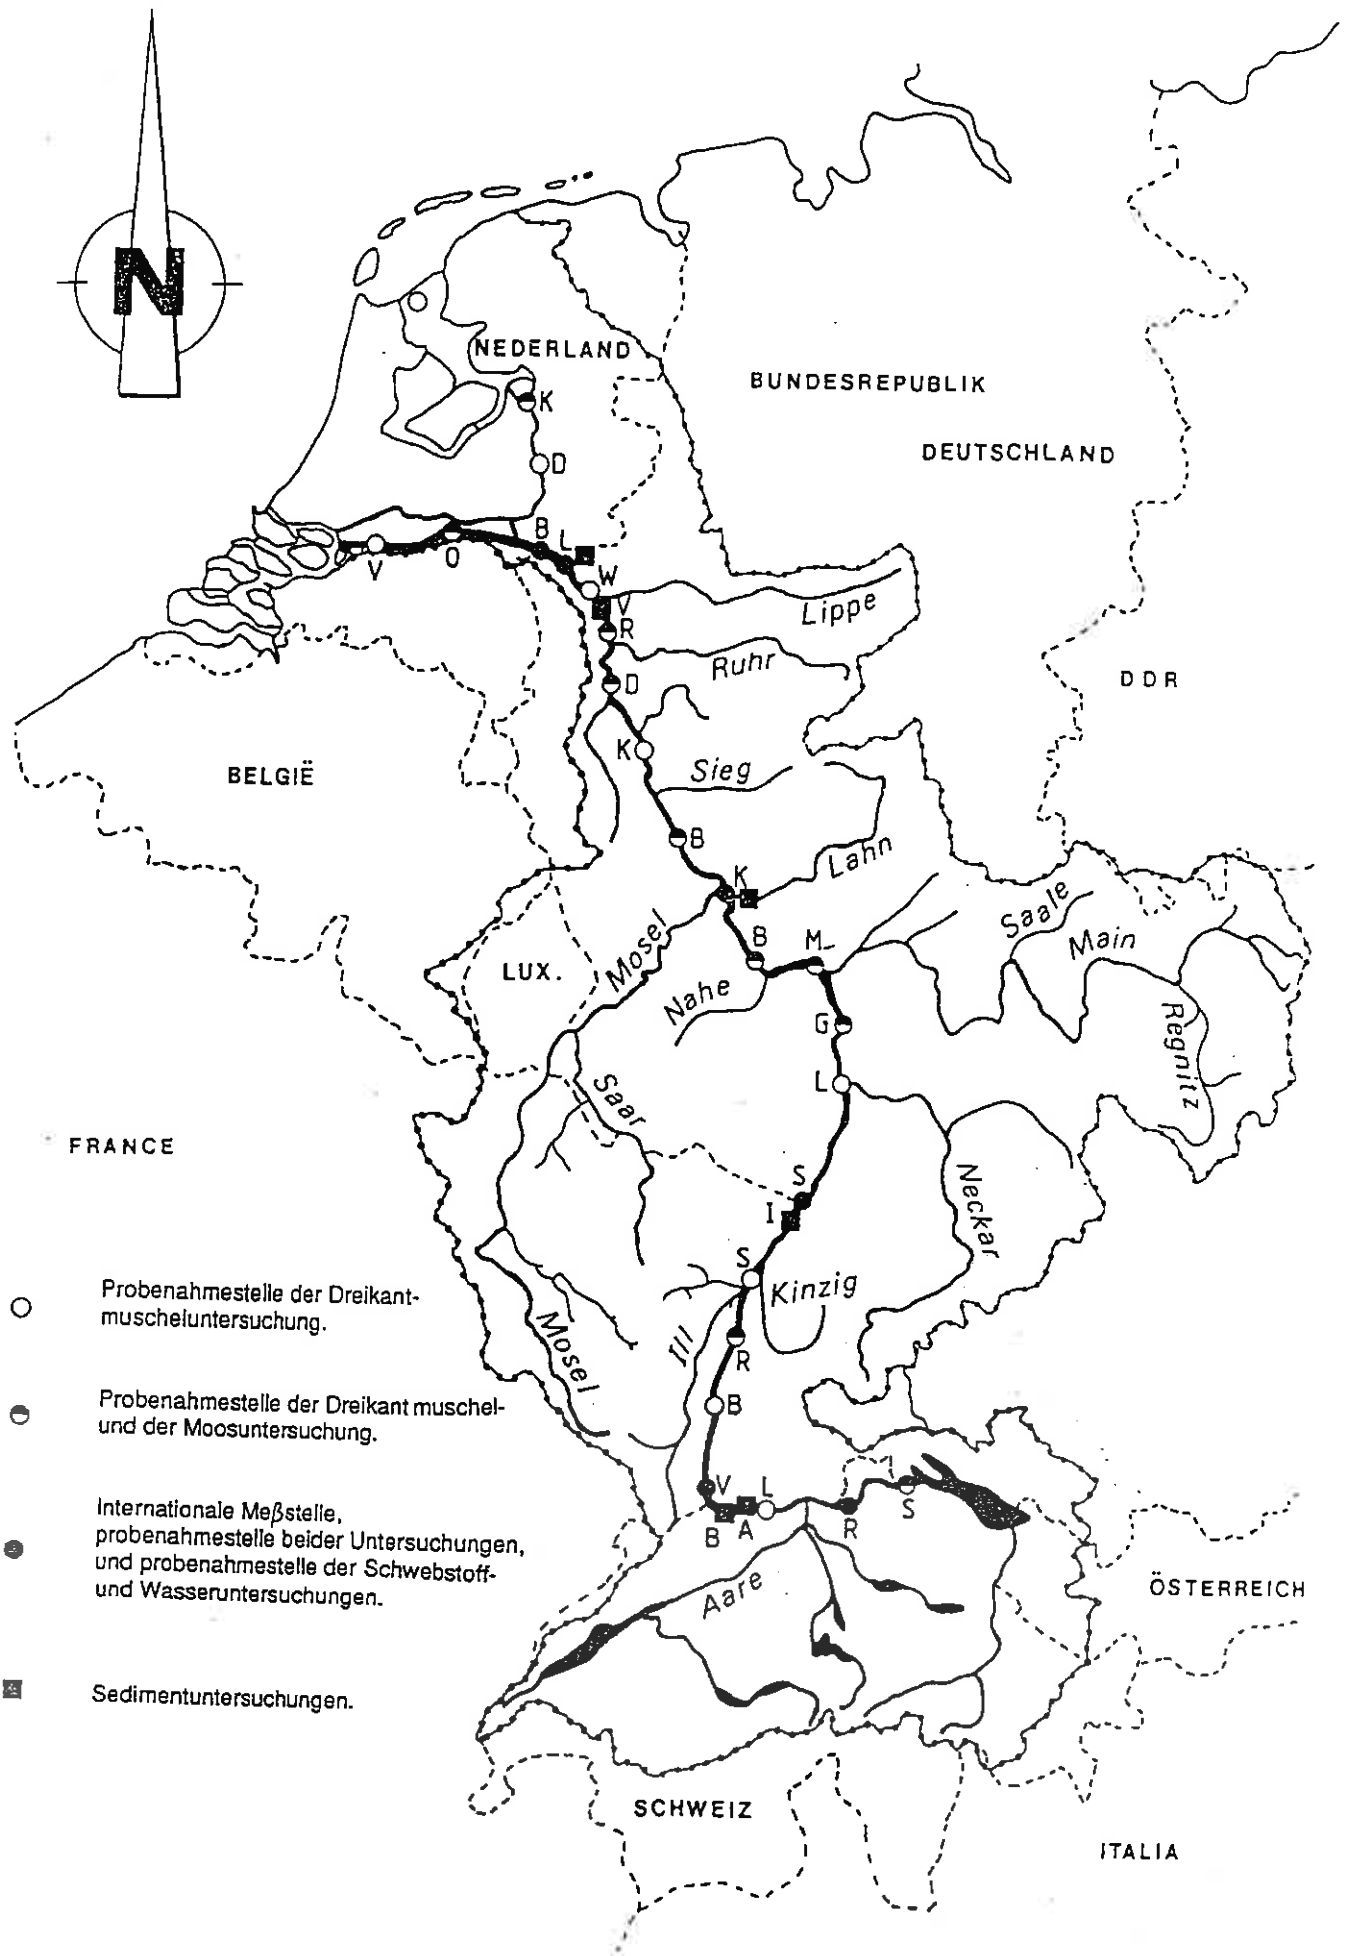 N
NEDERLAND
K
BUNDESREPUBLIK
DEUTSCHLAND
D
B
L
V
O
W
V
Lippe
R
Ruhr
D
DDR
K
Sieg
BELGIË
B
Lahn
K
Saale
Mosel
B
M
Main
LUX.
Nahe
G
Regnitz
L
Saar
FRANCE
S
Neckar
I
S
Kinzig
Probenahmestelle der Dreikant-
muscheluntersuchung.
Mosel
Ill
R
Probenahmestelle der Dreikant muschel-
und der Moosuntersuchung.
B
V
L
B
A
R
S
Internationale Meßstelle,
probenahmestelle beider Untersuchungen,
und probenahmestelle der Schwebstoff-
und Wasseruntersuchungen.
Aare
ÖSTERREICH
Sedimentuntersuchungen.
SCHWEIZ
ITALIA